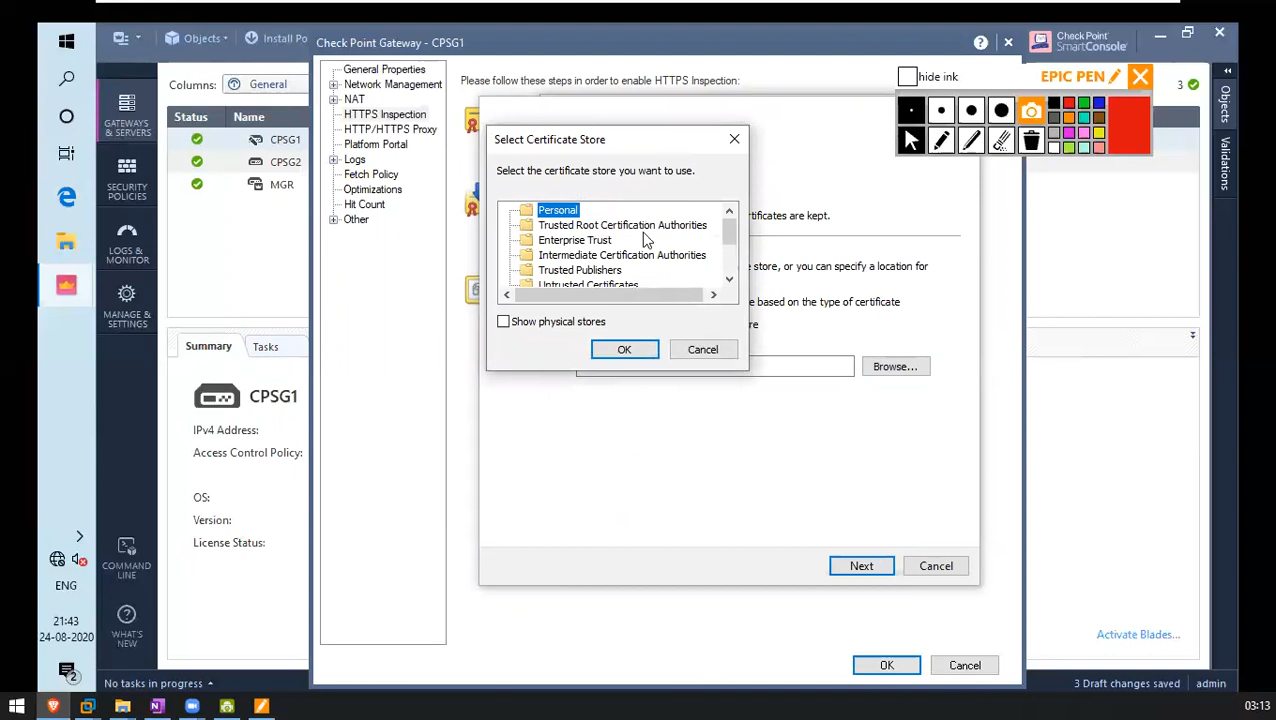 Objects
Install Po
Check Point Gateway - CPSG1
Check Point
SmartConsole
Columns:
General
Status
Name
CPSG1
CPSG2
MGR
3
GATEWAYS
& SERVERS
SECURITY
POLICIES
LOGS &
MONITOR
MANAGE &
SETTINGS
COMMAND
LINE
WHAT'S
NEW
General Properties
Network Management
NAT
HTTPS Inspection
HTTP/HTTPS Proxy
Platform Portal
Logs
Fetch Policy
Optimizations
Hit Count
Other
Please follow these steps in order to enable HTTPS Inspection:
hide ink
EPIC PEN
Select Certificate Store
Select the certificate store you want to use.
Personal
Trusted Root Certification Authorities
Enterprise Trust
Intermediate Certification Authorities
Trusted Publishers
Untrusted Certificates
Show physical stores
OK
Cancel
ertificates are kept.
store, or you can specify a location for
e based on the type of certificate
re
Browse...
Next
Cancel
OK
Cancel
Objects
Validations
Summary
Tasks
CPSG1
IPv4 Address:
Access Control Policy:
OS:
Version:
License Status:
Activate Blades...
ENG
21:43
24-08-2020
2
No tasks in progress
3 Draft changes saved
admin
03:13